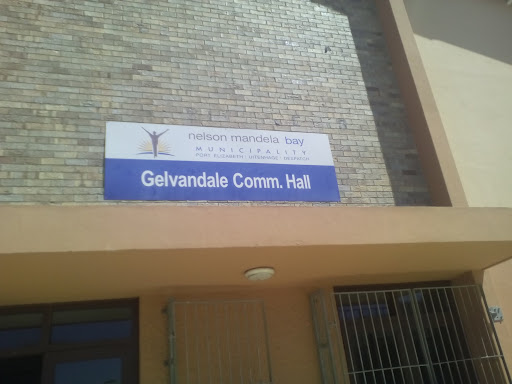 nelson mandela bay
MUNICIPALITY
PORT ELIZABETH | UITENHAGE | DESPATCH
Gelvandale Comm. Hall